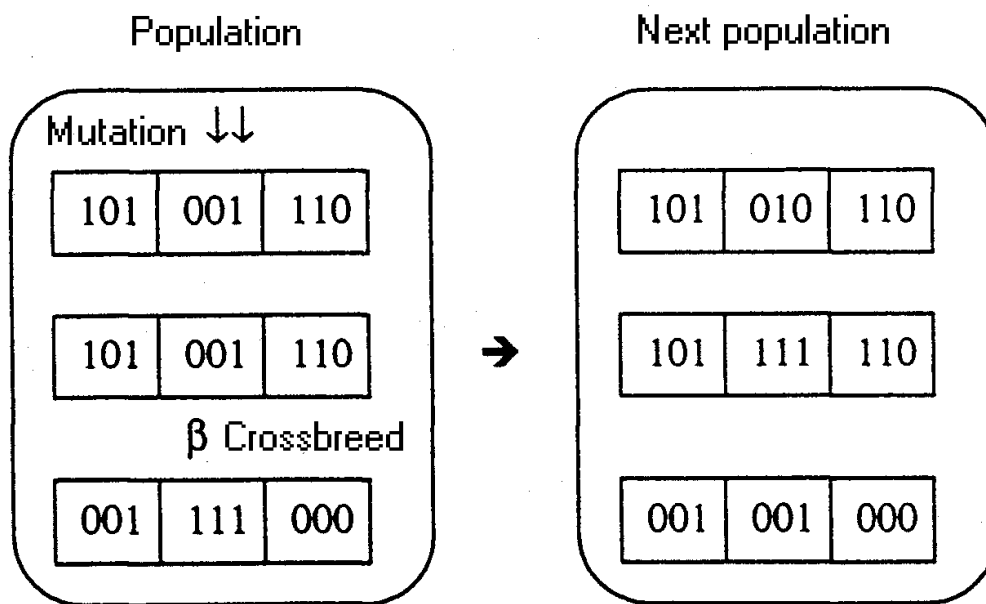 Population
Next population
Mutation ↓↓
101 001 110
101 010 110
101 001 110
→
101 111 110
β Crossbreed
001 111 000
001 001 000